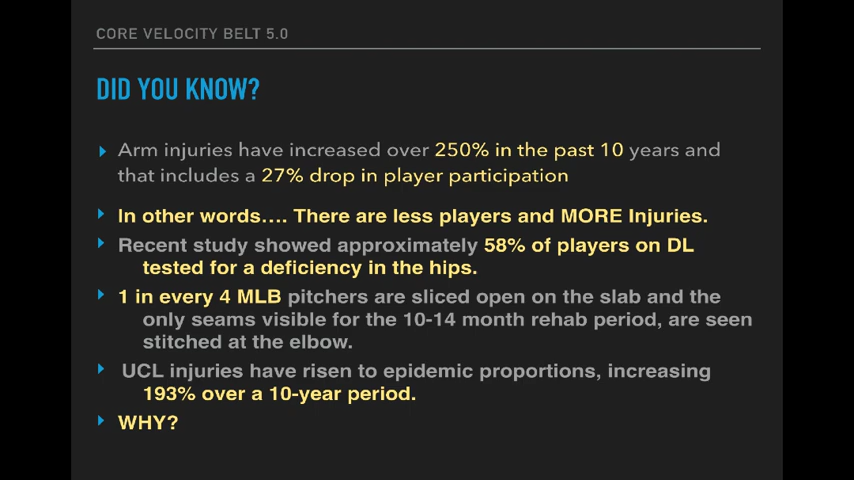 CORE VELOCITY BELT 5.0
DID YOU KNOW?
Arm injuries have increased over 250% in the past 10 years and
that includes a 27% drop in player participation
In other words.... There are less players and MORE Injuries.
Recent study showed approximately 58% of players on DL
tested for a deficiency in the hips.
1 in every 4 MLB pitchers are sliced open on the slab and the
only seams visible for the 10-14 month rehab period, are seen
stitched at the elbow.
UCL injuries have risen to epidemic proportions, increasing
193% over a 10-year period.
WHY?